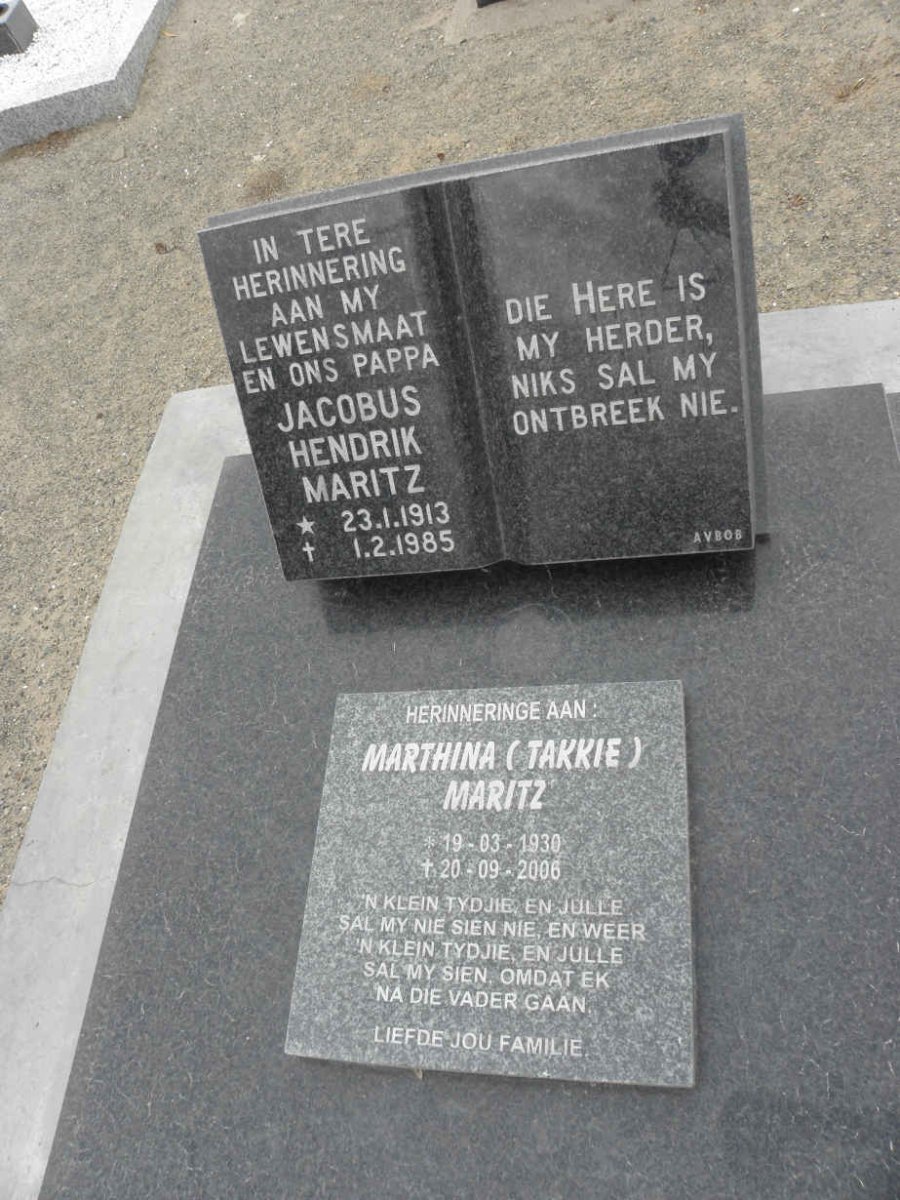 IN TERE
HERINNERING
AAN MY
LEWENSMAAT
EN ONS PAPPA
JACOBUS
HENDRIK
MARITZ
★ 23.1.1913
✝ 1.2.1985
DIE HERE IS
MY HERDER,
NIKS SAL MY
ONTBREEK NIE.
AVBOB
HERINNERINGE AAN :
MARTHINA ( TAKKIE )
MARITZ
* 19 - 03 - 1930
✝ 20 - 09 - 2006
'N KLEIN TYDJIE, EN JULLE
SAL MY NIE SIEN NIE, EN WEER
'N KLEIN TYDJIE, EN JULLE
SAL MY SIEN, OMDAT EK
NA DIE VADER GAAN.
LIEFDE JOU FAMILIE.